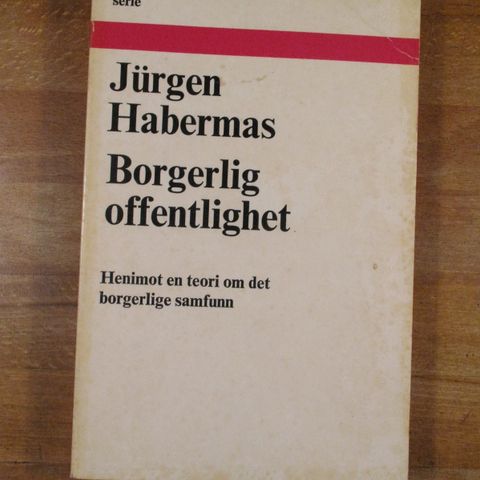 serie
Jürgen
Habermas
Borgerlig
offentlighet
Henimot en teori om det
borgerlige samfunn